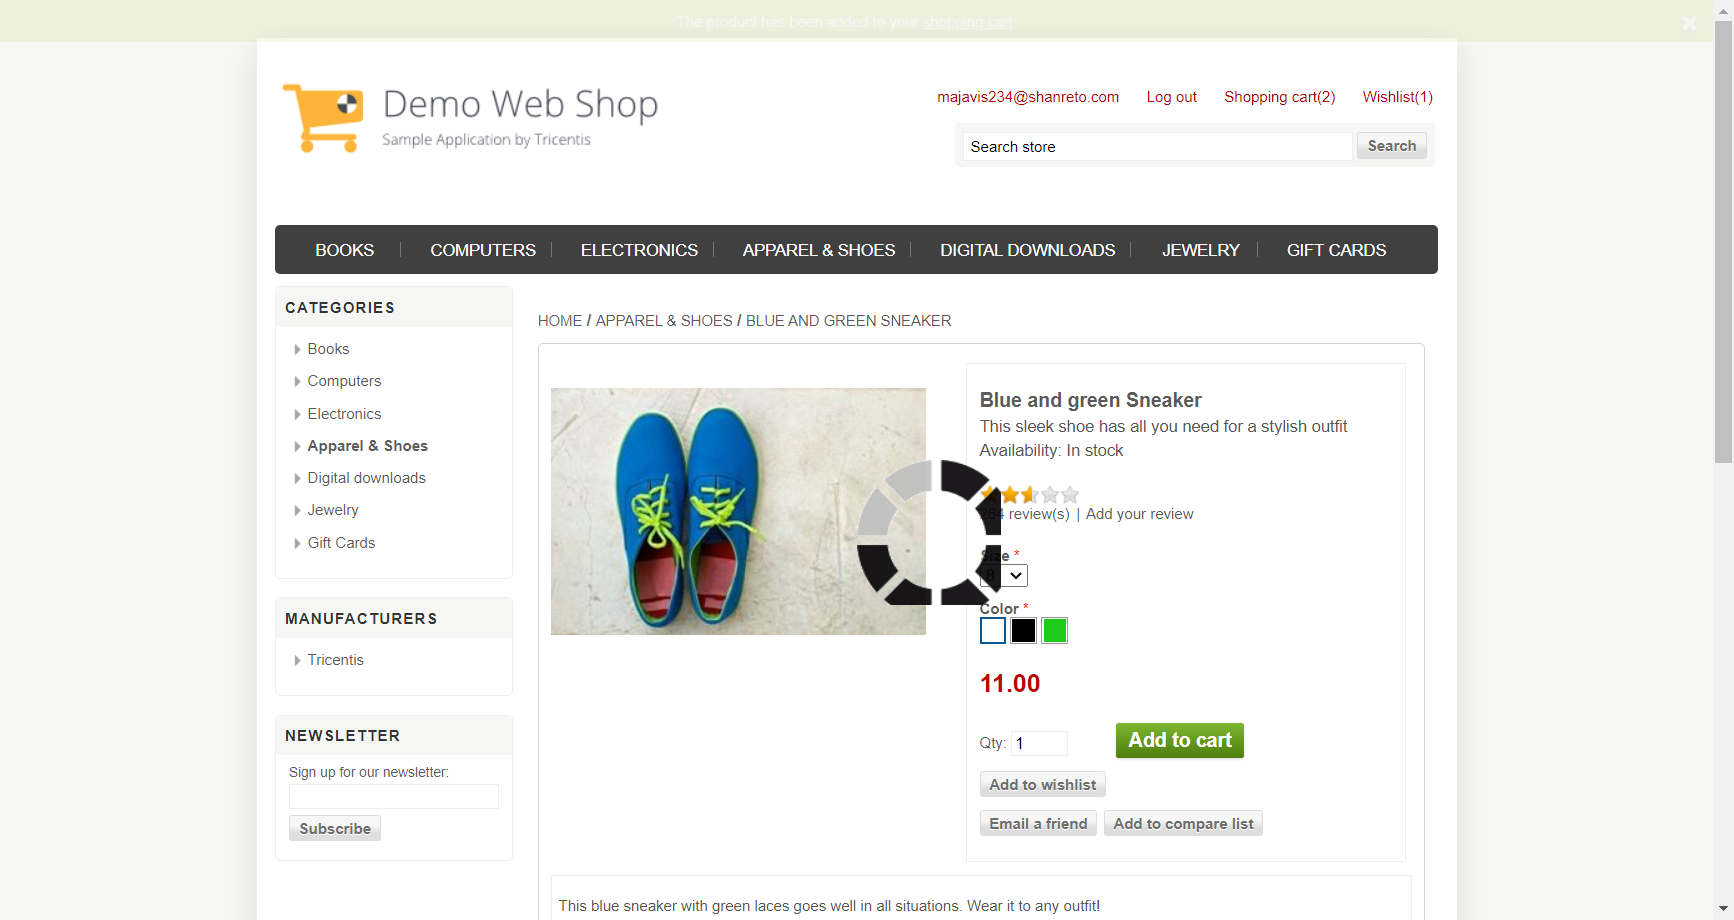 The product has been added to your shopping cart
Demo Web Shop
Sample Application by Tricentis
majavis234@shanreto.com Log out Shopping cart(2) Wishlist(1)
Search store Search
BOOKS COMPUTERS ELECTRONICS APPAREL & SHOES DIGITAL DOWNLOADS JEWELRY GIFT CARDS
CATEGORIES
Books
Computers
Electronics
Apparel & Shoes
Digital downloads
Jewelry
Gift Cards
MANUFACTURERS
Tricentis
NEWSLETTER
Sign up for our newsletter:
Subscribe
HOME / APPAREL & SHOES / BLUE AND GREEN SNEAKER
Blue and green Sneaker
This sleek shoe has all you need for a stylish outfit
Availability: In stock
264 review(s) | Add your review
Size *
8
Color *
11.00
Qty: 1 Add to cart
Add to wishlist
Email a friend Add to compare list
This blue sneaker with green laces goes well in all situations. Wear it to any outfit!